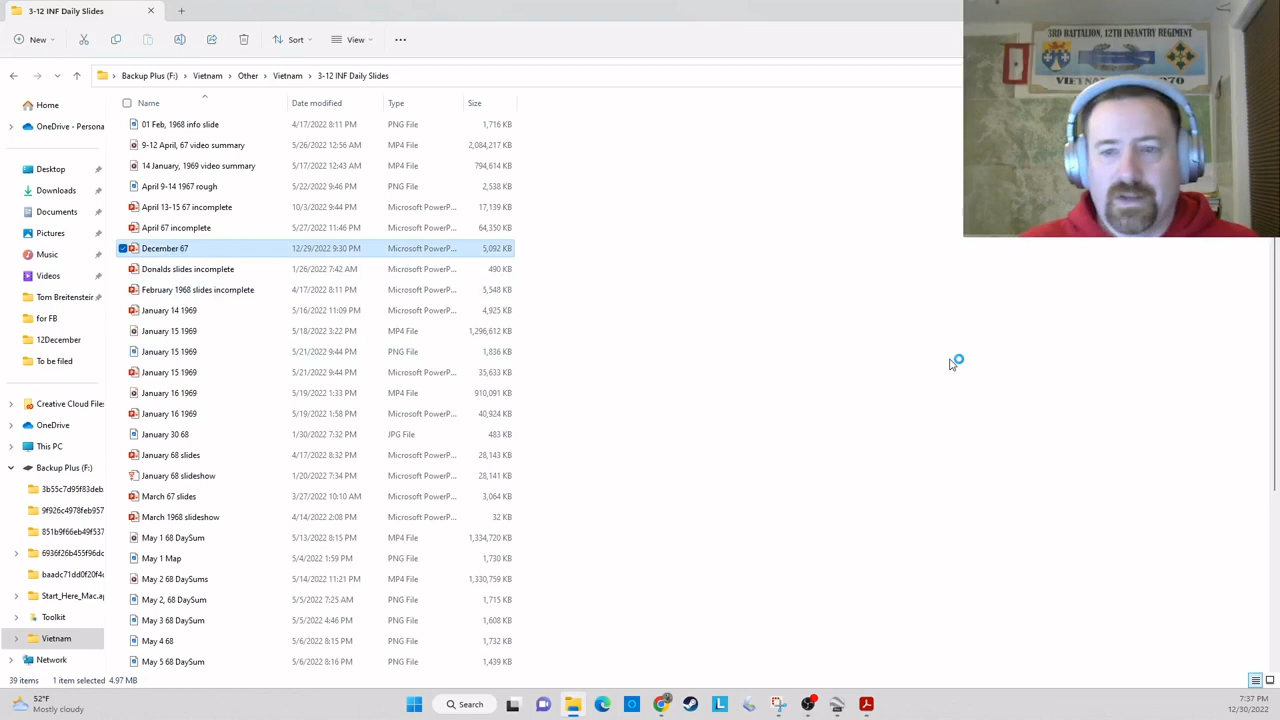 3-12 INF Daily Slides
New
Sort
View
Backup Plus (F:) > Vietnam > Other > Vietnam > 3-12 INF Daily Slides
3RD BATTALION, 12TH INFANTRY REGIMENT
VIETNAM
970
Home
OneDrive - Persona
Desktop
Downloads
Documents
Pictures
Music
Videos
Tom Breitenstein
for FB
12December
To be filed
Creative Cloud Files
OneDrive
This PC
Backup Plus (F:)
3b55c7d95f83deb
9f926c4978feb957
851b9f66eb49f537
6936f26b455f96dc
baadc71dd0f20f4c
Start_Here_Mac.ap
Toolkit
Vietnam
Network
Name Date modified Type Size
01 Feb, 1968 info slide 4/17/2022 8:11 PM PNG File 1,716 KB
9-12 April, 67 video summary 5/26/2022 12:56 AM MP4 File 2,084,217 KB
14 January, 1969 video summary 5/17/2022 12:43 AM MP4 File 794,614 KB
April 9-14 1967 rough 5/22/2022 9:46 PM PNG File 2,538 KB
April 13-15 67 incomplete 10/3/2022 9:44 PM Microsoft PowerP... 17,139 KB
April 67 incomplete 5/27/2022 11:46 PM Microsoft PowerP... 64,350 KB
December 67 12/29/2022 9:30 PM Microsoft PowerP... 5,092 KB
Donalds slides incomplete 1/26/2022 7:42 AM Microsoft PowerP... 490 KB
February 1968 slides incomplete 4/17/2022 8:11 PM Microsoft PowerP... 5,548 KB
January 14 1969 5/16/2022 11:09 PM Microsoft PowerP... 4,925 KB
January 15 1969 5/18/2022 3:22 PM MP4 File 1,296,612 KB
January 15 1969 5/21/2022 9:44 PM PNG File 1,836 KB
January 15 1969 5/21/2022 9:44 PM Microsoft PowerP... 35,633 KB
January 16 1969 5/19/2022 1:33 PM MP4 File 910,091 KB
January 16 1969 5/19/2022 1:58 PM Microsoft PowerP... 40,924 KB
January 30 68 1/30/2022 7:32 PM JPG File 483 KB
January 68 slides 4/17/2022 8:32 PM Microsoft PowerP... 28,143 KB
January 68 slideshow 1/20/2022 7:34 PM Microsoft PowerP... 28,141 KB
March 67 slides 3/27/2022 10:10 AM Microsoft PowerP... 3,064 KB
March 1968 slideshow 4/14/2022 2:08 PM Microsoft PowerP... 32 KB
May 1 68 DaySum 5/13/2022 8:15 PM MP4 File 1,334,720 KB
May 1 Map 5/4/2022 1:59 PM PNG File 1,730 KB
May 2 68 DaySums 5/14/2022 11:21 PM MP4 File 1,330,759 KB
May 2, 68 DaySum 5/5/2022 7:25 AM PNG File 1,715 KB
May 3 68 DaySum 5/5/2022 4:46 PM PNG File 1,608 KB
May 4 68 5/6/2022 8:15 PM PNG File 1,732 KB
May 5 68 DaySum 5/6/2022 8:16 PM PNG File 1,439 KB
39 items 1 item selected 4.97 MB
52°F
Mostly cloudy
Search
7:37 PM
12/30/2022